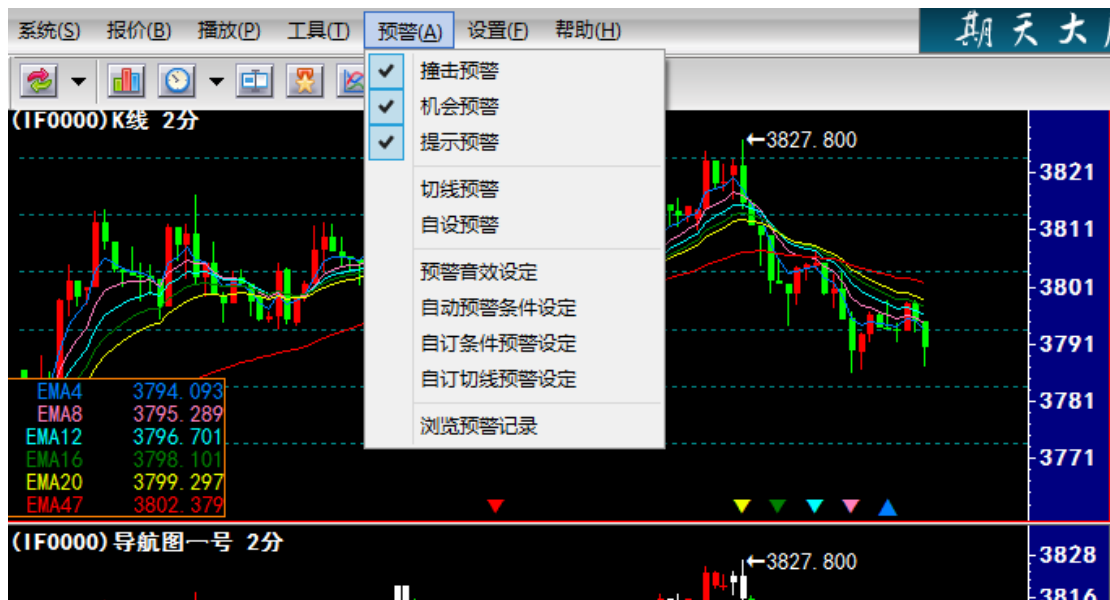 系统(S) 报价(B) 播放(P) 工具(T) 预警(A) 设置(F) 帮助(H)
期天大
撞击预警
机会预警
提示预警
切线预警
自设预警
预警音效设定
自动预警条件设定
自订条件预警设定
自订切线预警设定
浏览预警记录
(IF0000)K线 2分
←3827.800
3821
3811
3801
3791
3781
3771
EMA4 3794.093
EMA8 3795.289
EMA12 3796.701
EMA16 3798.101
EMA20 3799.297
EMA47 3802.379
(IF0000)导航图一号 2分
←3827.800
3828
3816